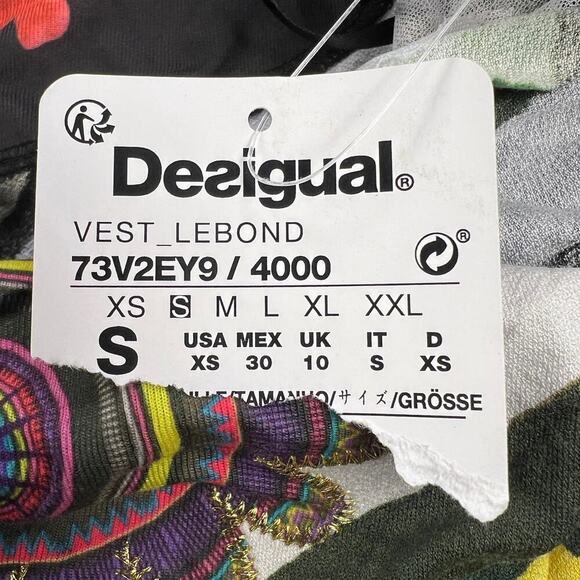 Desigual®
VEST_LEBOND
73V2EY9 / 4000
XS S M L XL XXL
S
USA MEX UK IT D
XS 30 10 S XS
/TAMANHO/サイズ/GRÖSSE
®